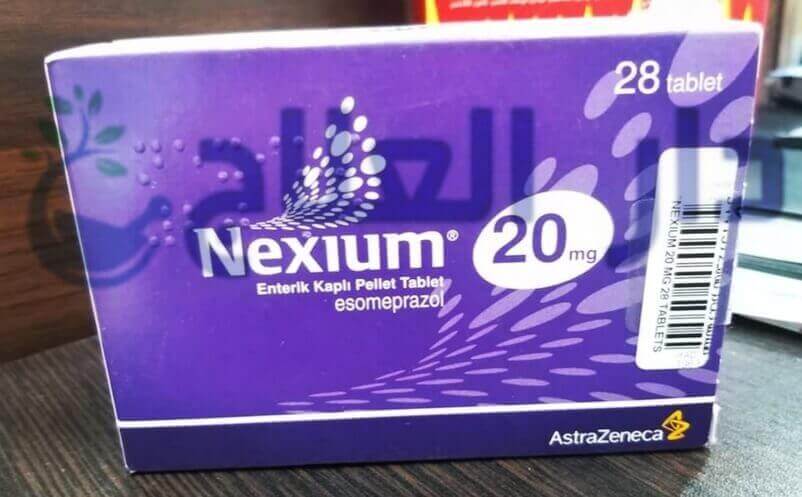 28 tablet
دار العلاج
Nexium® 20 mg
Enterik Kaplı Pellet Tablet
esomeprazol
NEXIUM 20 MG 28 TABLETS
AstraZeneca